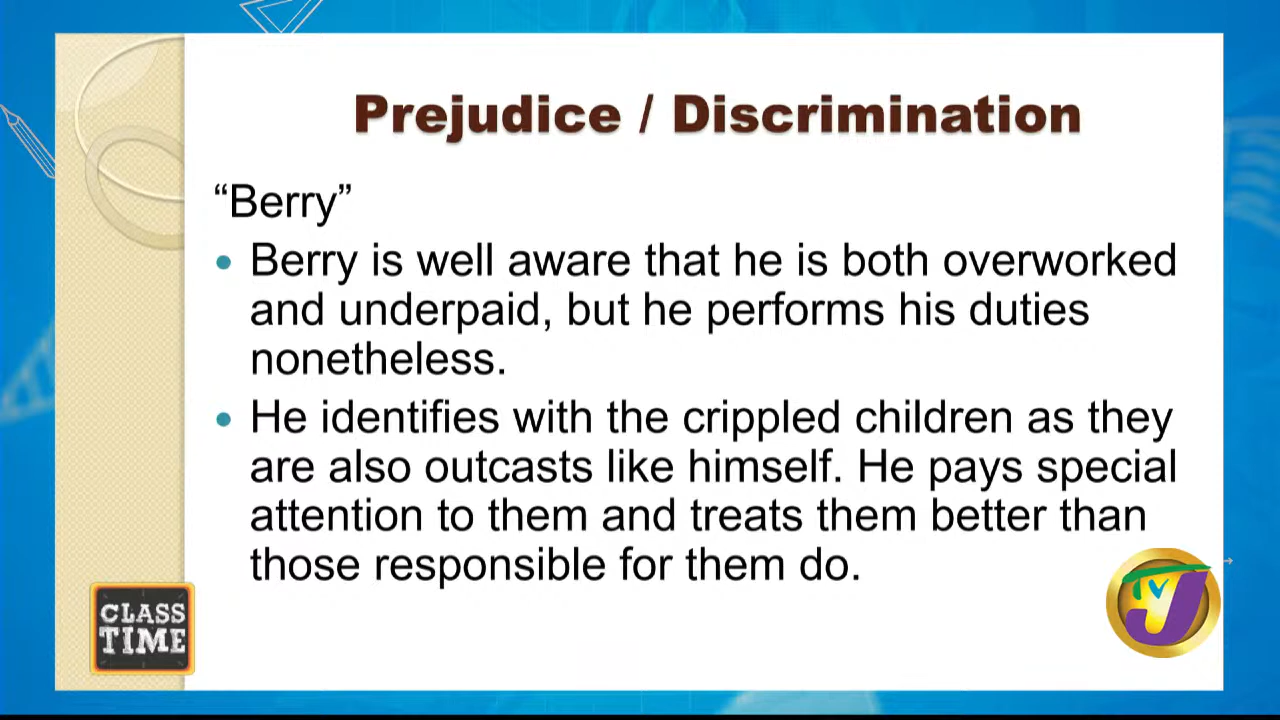 Prejudice / Discrimination
“Berry”
• Berry is well aware that he is both overworked
and underpaid, but he performs his duties
nonetheless.
• He identifies with the crippled children as they
are also outcasts like himself. He pays special
attention to them and treats them better than
those responsible for them do.
CLASS
TIME
TVJ